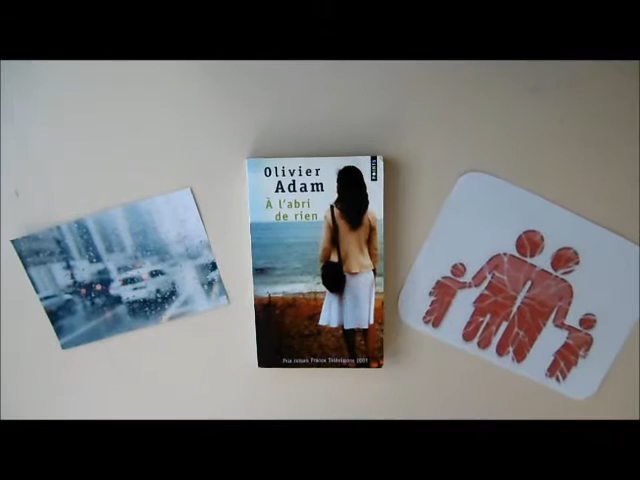 Olivier
Adam
À l'abri
de rien
POINTS
Prix roman France Télévisions 2007